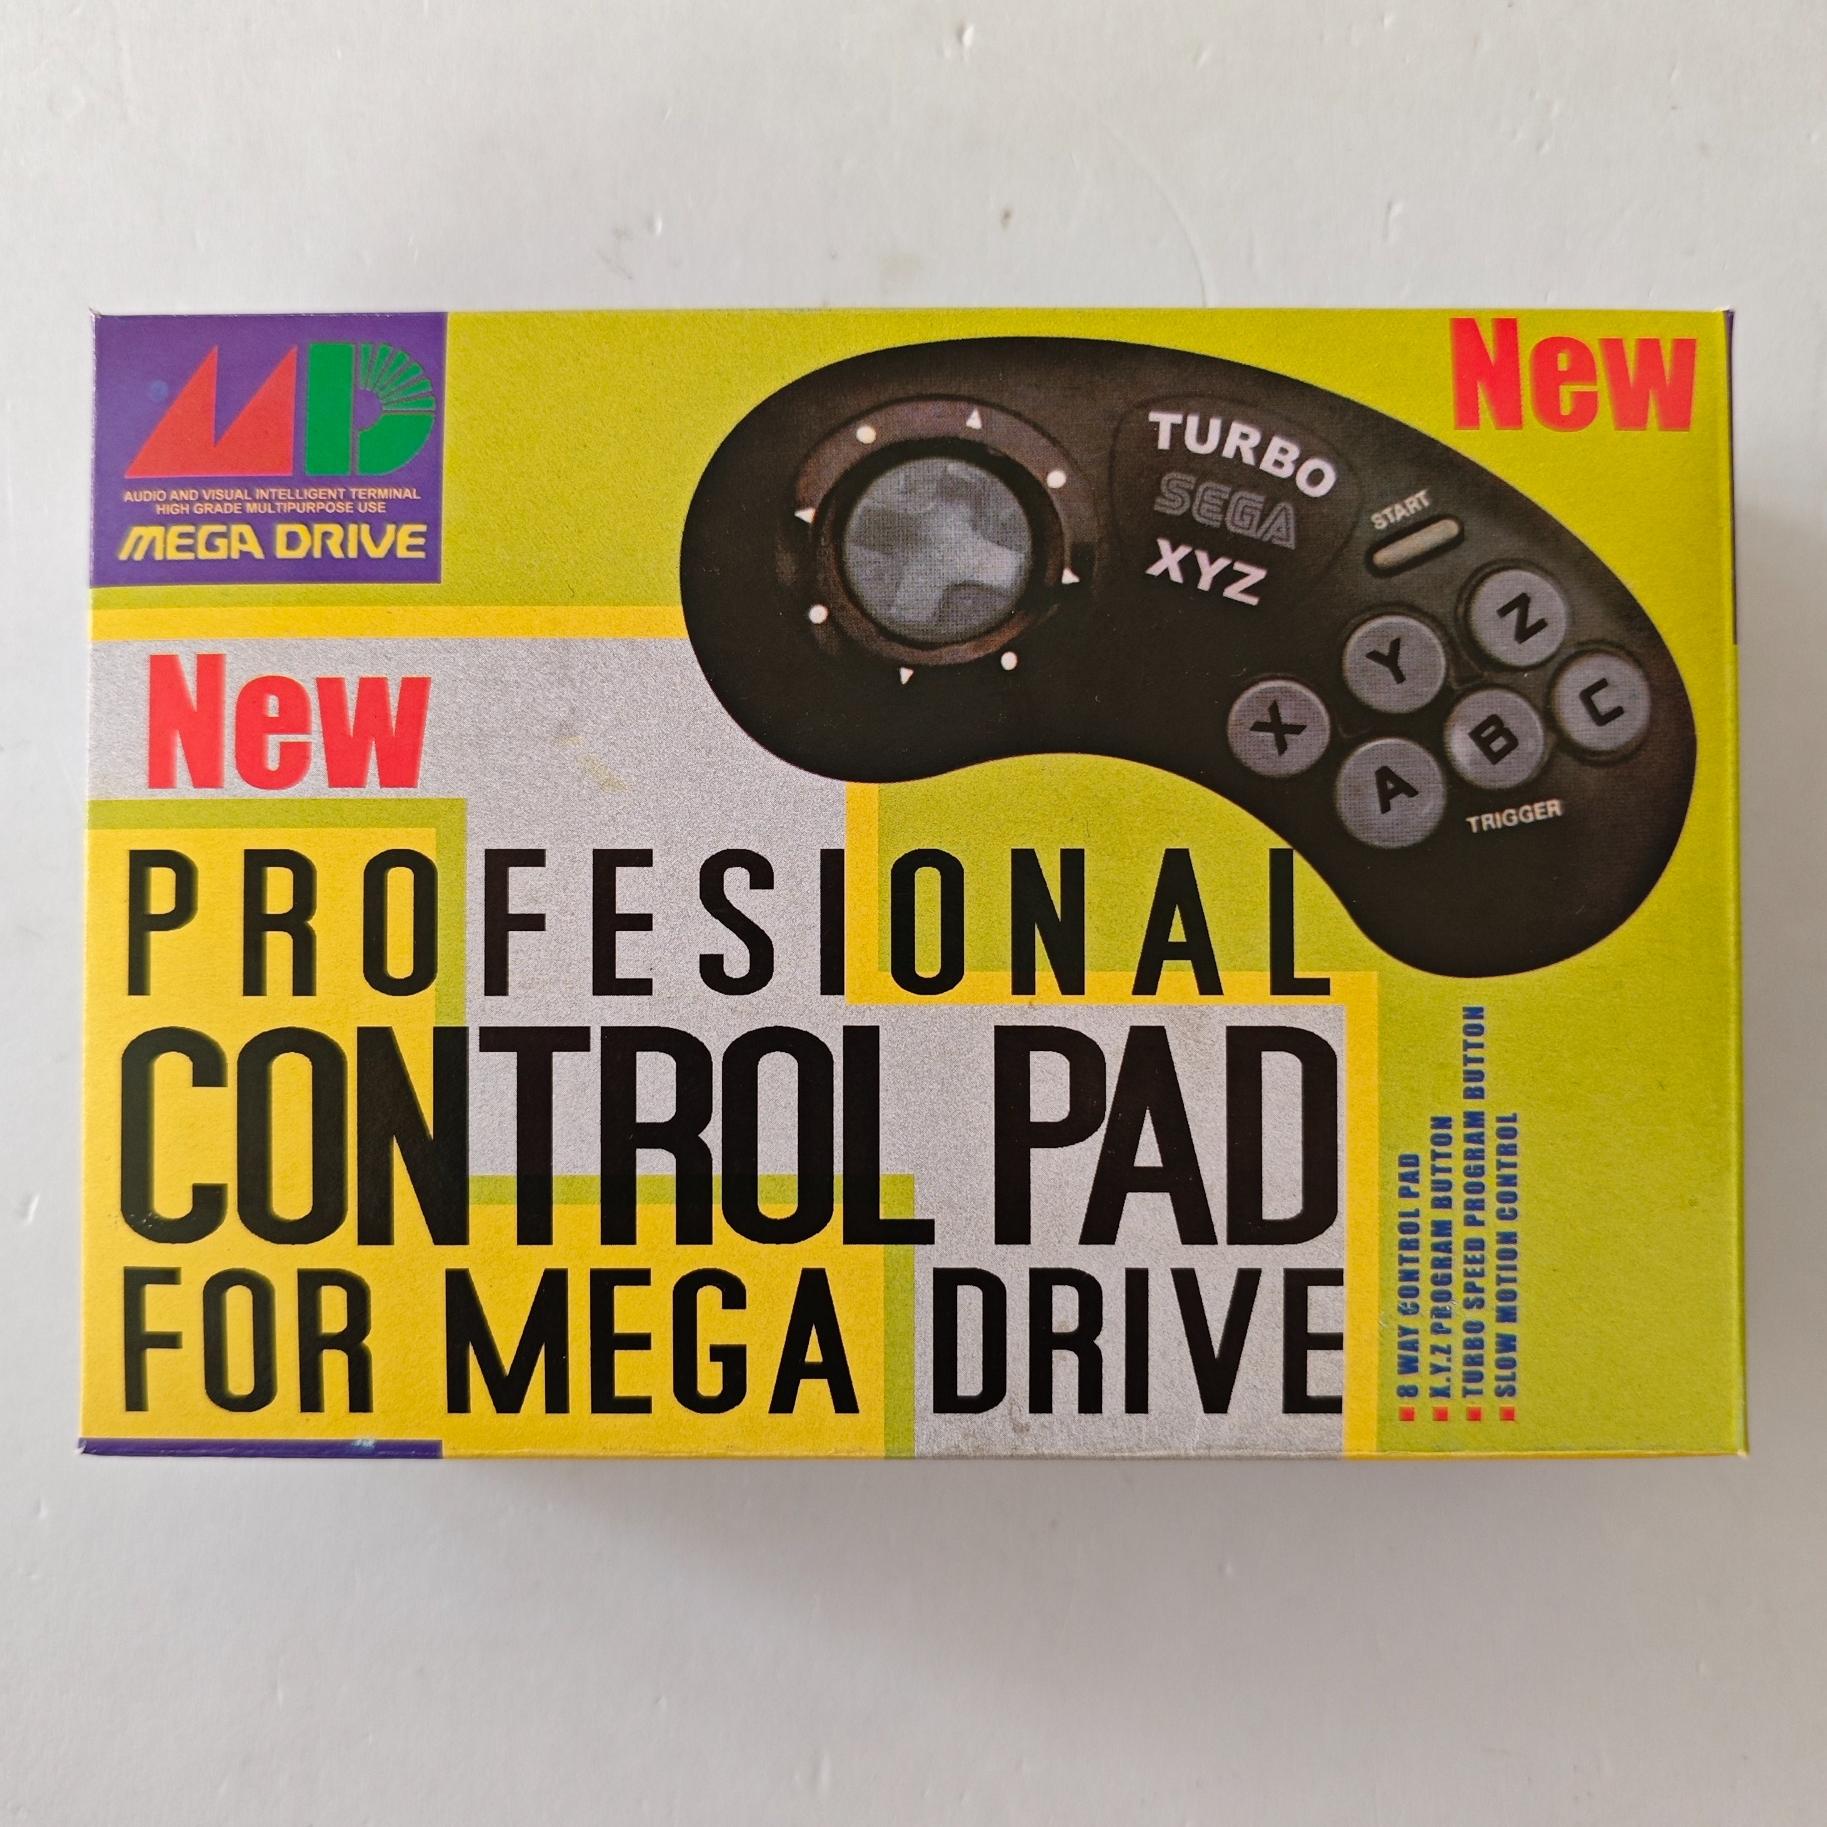 MD
AUDIO AND VISUAL INTELLIGENT TERMINAL
HIGH GRADE MULTIPURPOSE USE
MEGA DRIVE
New
TURBO
SEGA
XYZ
START
X
Y
Z
A
B
C
TRIGGER
New
PROFESIONAL
CONTROL PAD
FOR MEGA DRIVE
8 WAY CONTROL PAD
X.Y.Z PROGRAM BUTTON
TURBO SPEED PROGRAM BUTTON
SLOW MOTION CONTROL